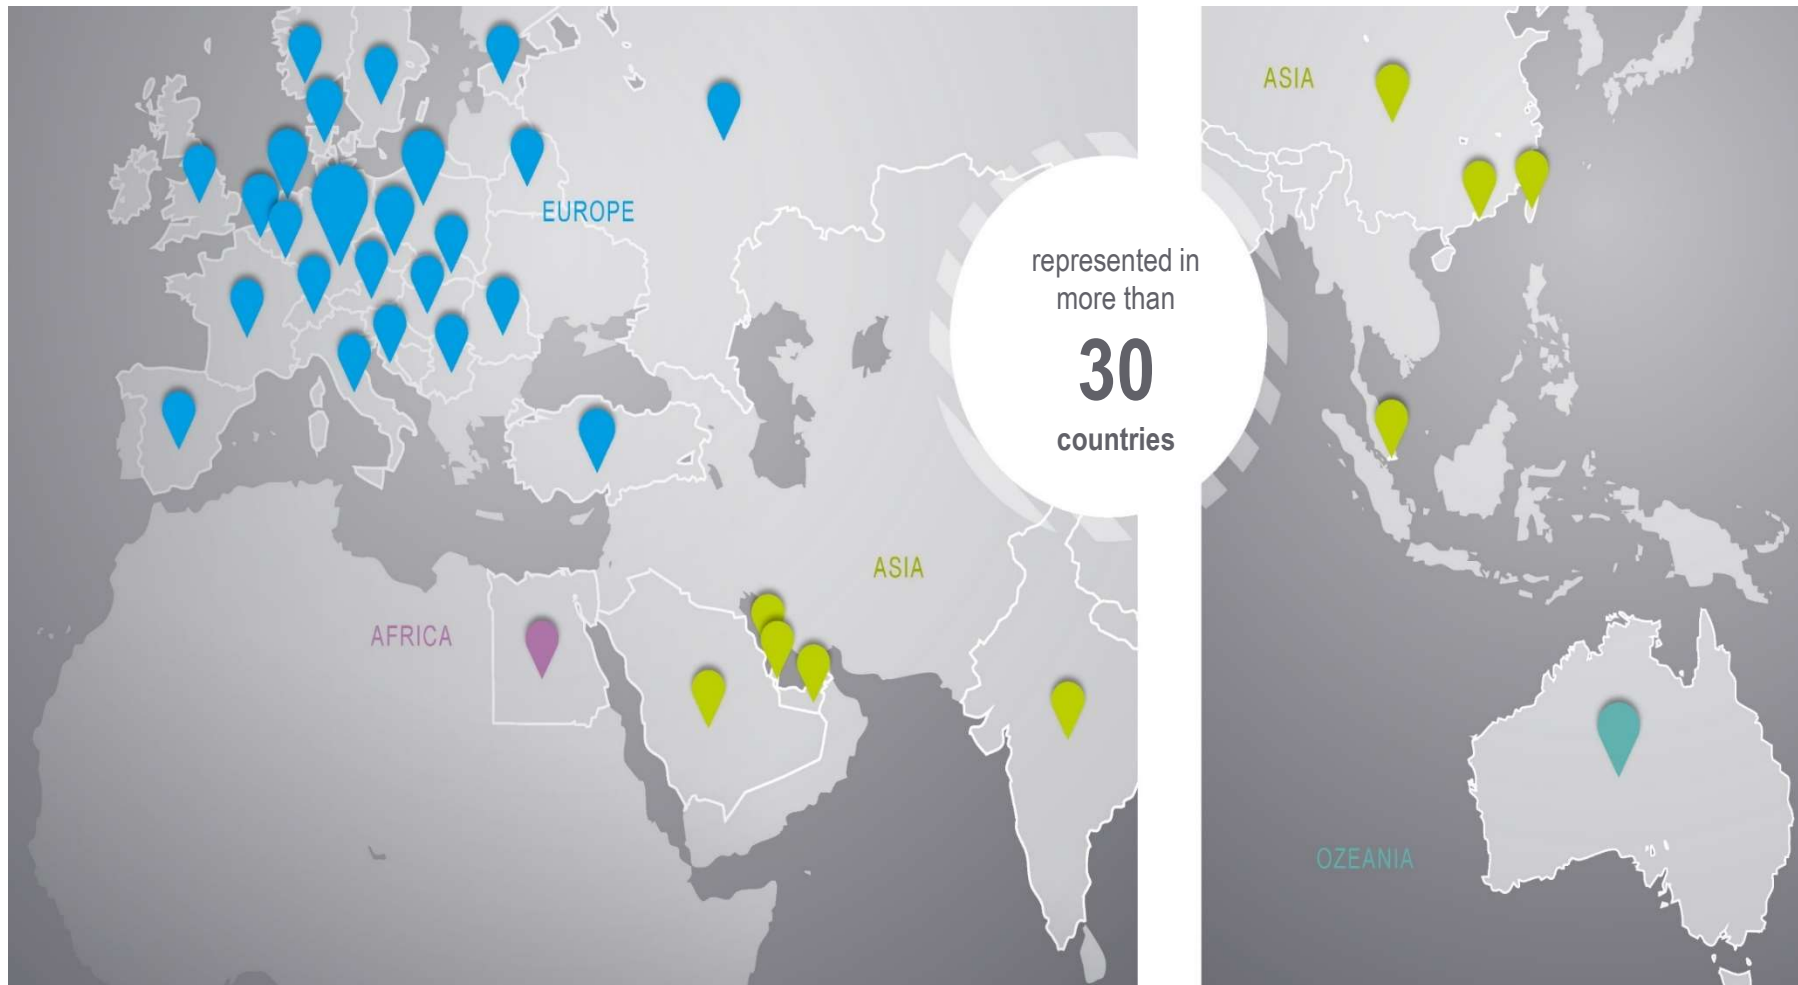 EUROPE
AFRICA
ASIA
represented in
more than
30
countries
ASIA
OZEANIA